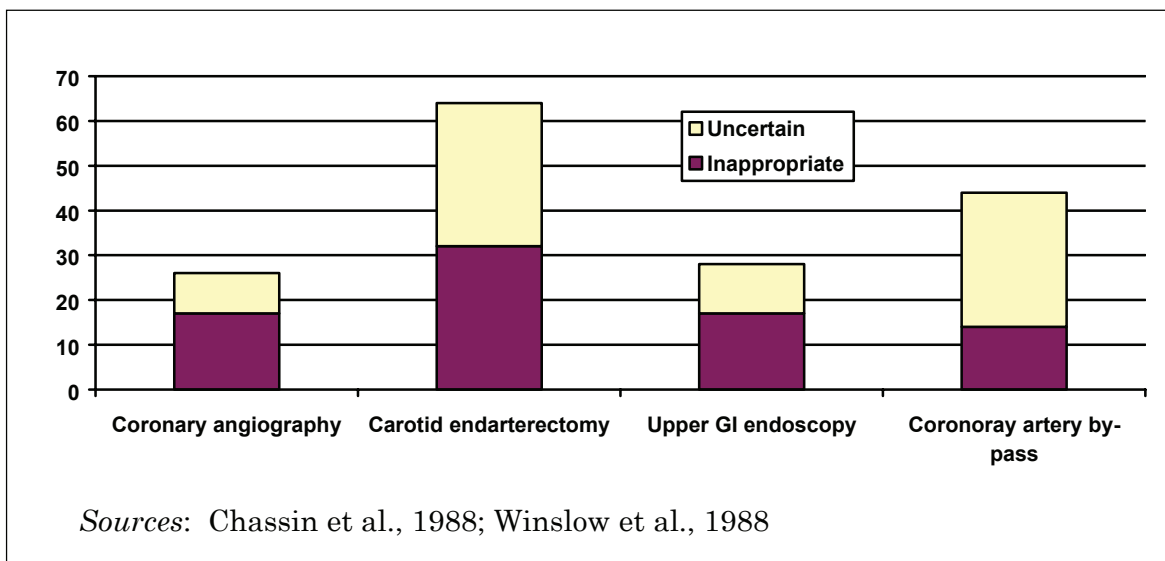 70
60
50
40
30
20
10
0
Uncertain
Inappropriate
Coronary angiography
Carotid endarterectomy
Upper GI endoscopy
Coronoray artery by-
pass
Sources: Chassin et al., 1988; Winslow et al., 1988